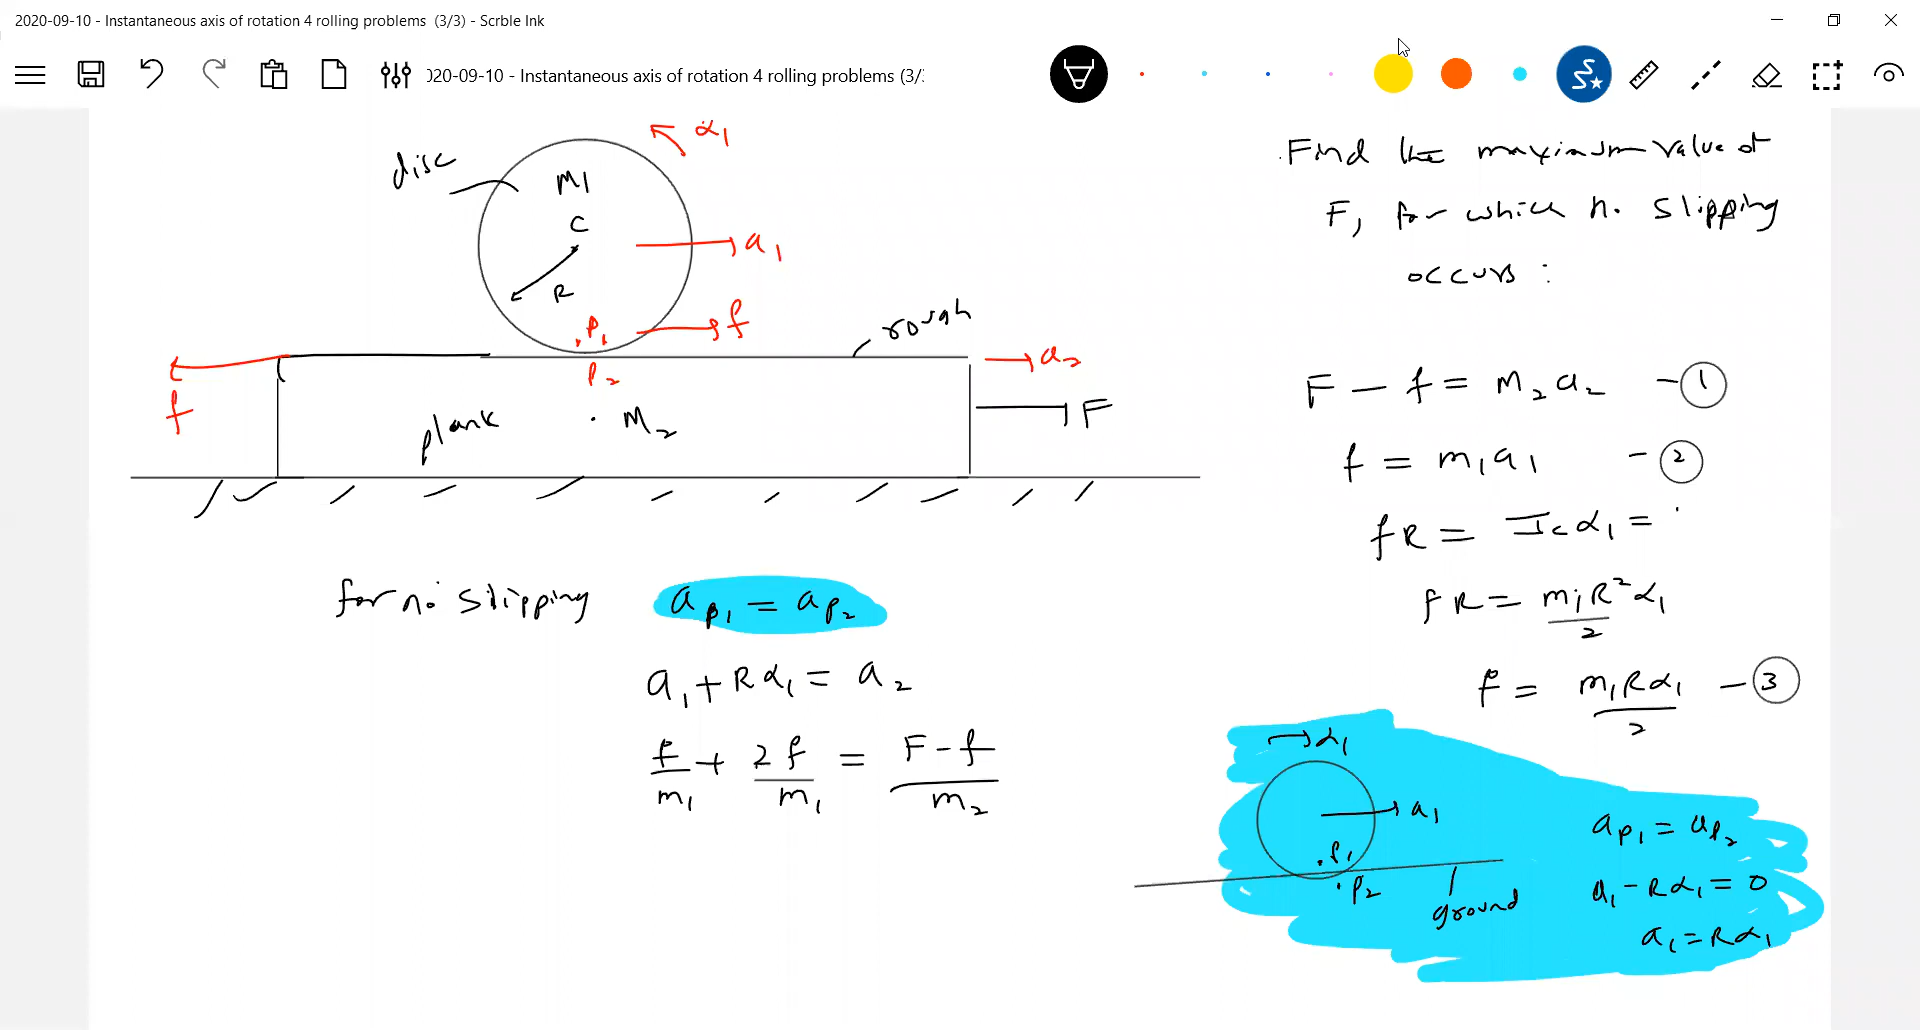 2020-09-10 - Instantaneous axis of rotation 4 rolling problems (3/3) - Scrble Ink
020-09-10 - Instantaneous axis of rotation 4 rolling problems (3/3
disc
m1
C
R
α1
a1
f
P1
P2
rough
a2
f
plank
M2
F
Find the maximum value of
F, for which no slipping
occurs :
F - f = m2a2 - 1
f = m1a1 - 2
fR = Icα1 =
fR = m1R²α1/2
f = m1Rα1/2 - 3
for no slipping aP1 = aP2
a1 + Rα1 = a2
f/m1 + 2f/m1 = F-f/m2
α1
a1
P1
P2
ground
aP1 = aP2
a1 - Rα1 = 0
a1 = Rα1